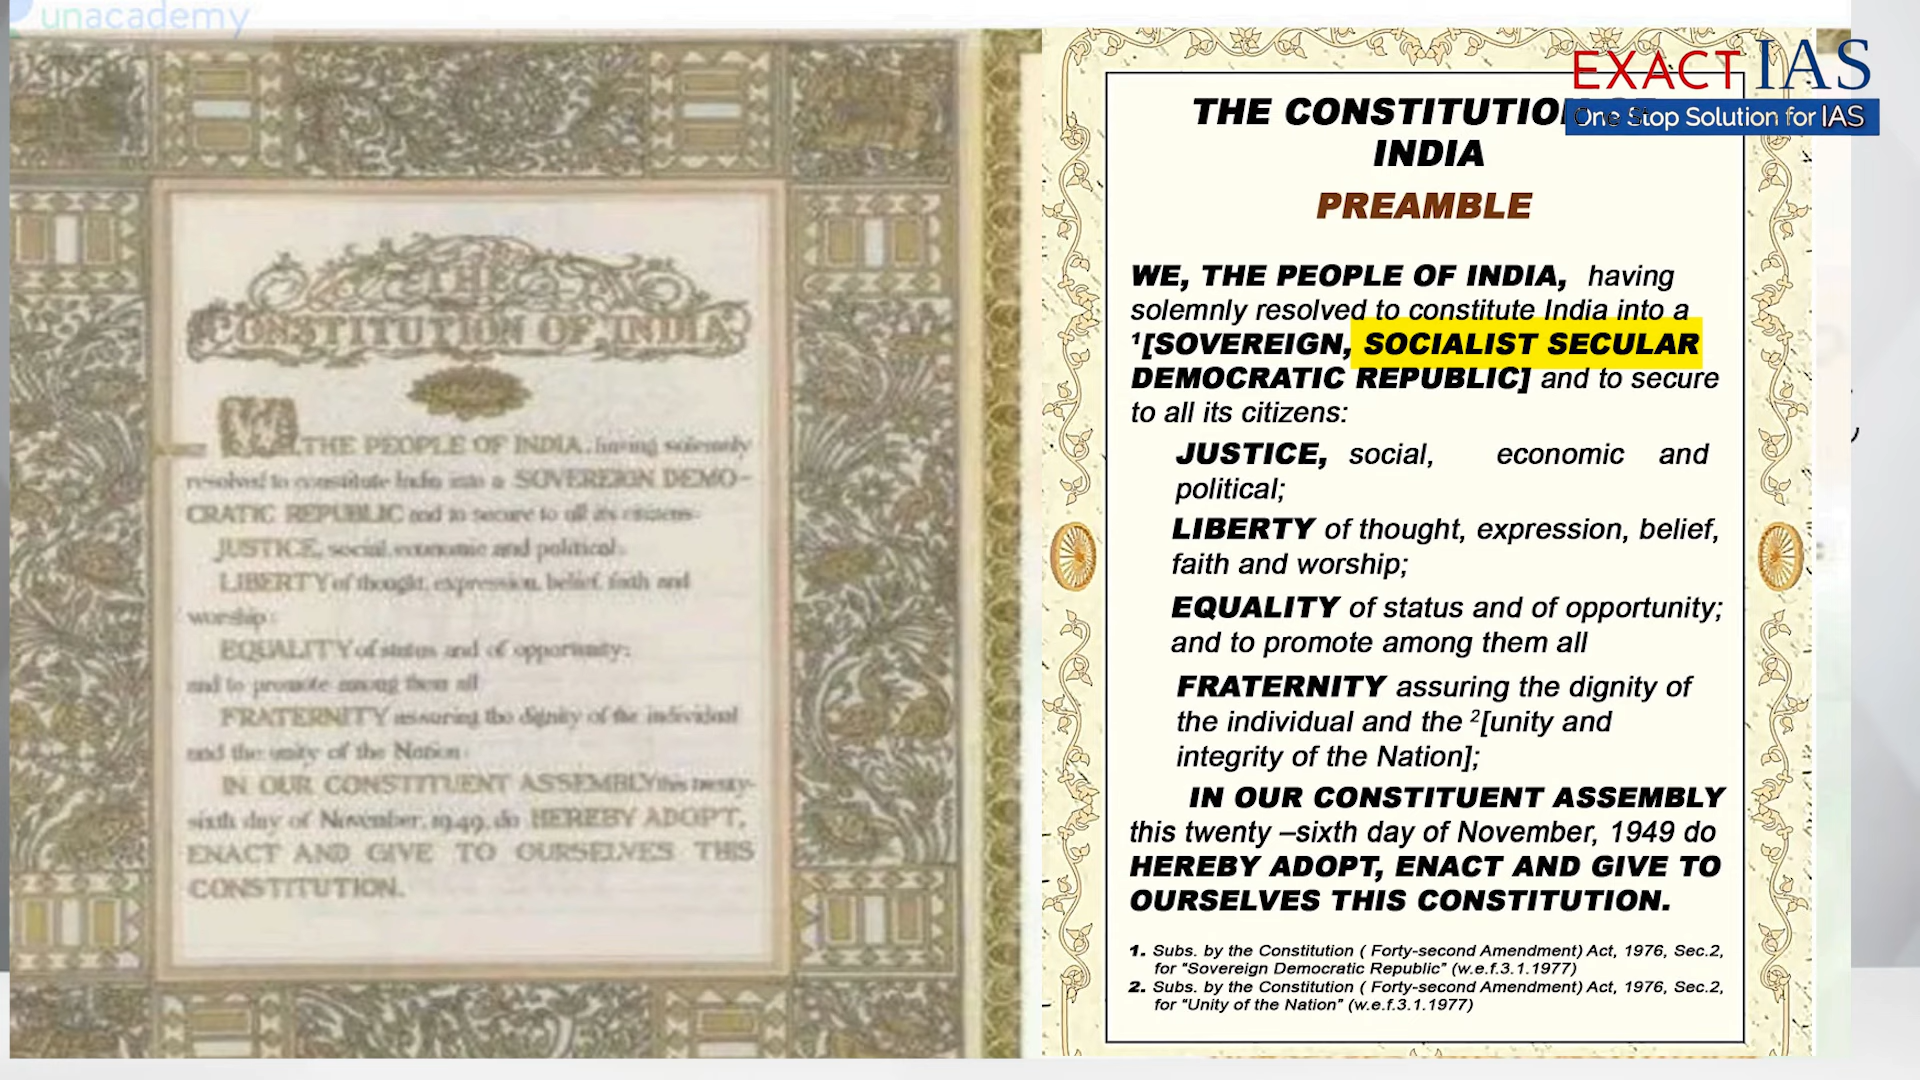 unacademy
THE
CONSTITUTION OF INDIA
WE, THE PEOPLE OF INDIA, having solemnly
resolved to constitute India into a SOVEREIGN DEMO-
CRATIC REPUBLIC and to secure to all its citizens:
JUSTICE, social, economic and political;
LIBERTY of thought, expression, belief, faith and
worship;
EQUALITY of status and of opportunity;
and to promote among them all
FRATERNITY assuring the dignity of the individual
and the unity of the Nation;
IN OUR CONSTITUENT ASSEMBLY this twenty-
sixth day of November, 1949, do HEREBY ADOPT,
ENACT AND GIVE TO OURSELVES THIS
CONSTITUTION.
EXACT IAS
One Stop Solution for IAS
THE CONSTITUTION
INDIA
PREAMBLE
WE, THE PEOPLE OF INDIA, having
solemnly resolved to constitute India into a
¹[SOVEREIGN, SOCIALIST SECULAR
DEMOCRATIC REPUBLIC] and to secure
to all its citizens:
JUSTICE, social, economic and
political;
LIBERTY of thought, expression, belief,
faith and worship;
EQUALITY of status and of opportunity;
and to promote among them all
FRATERNITY assuring the dignity of
the individual and the ²[unity and
integrity of the Nation];
IN OUR CONSTITUENT ASSEMBLY
this twenty –sixth day of November, 1949 do
HEREBY ADOPT, ENACT AND GIVE TO
OURSELVES THIS CONSTITUTION.
1. Subs. by the Constitution ( Forty-second Amendment) Act, 1976, Sec.2,
for “Sovereign Democratic Republic” (w.e.f.3.1.1977)
2. Subs. by the Constitution ( Forty-second Amendment) Act, 1976, Sec.2,
for “Unity of the Nation” (w.e.f.3.1.1977)